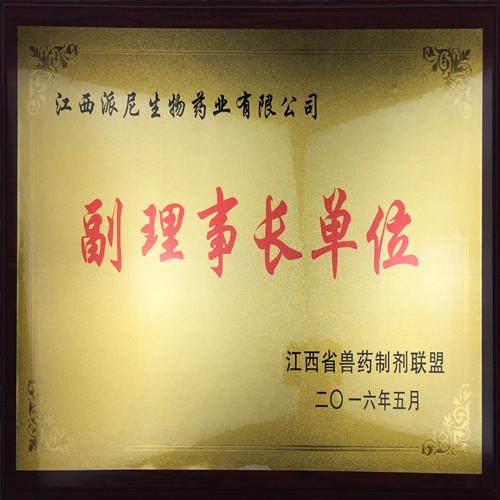 江西派尼生物药业有限公司
副理事长单位
江西省兽药制剂联盟
二〇一六年五月